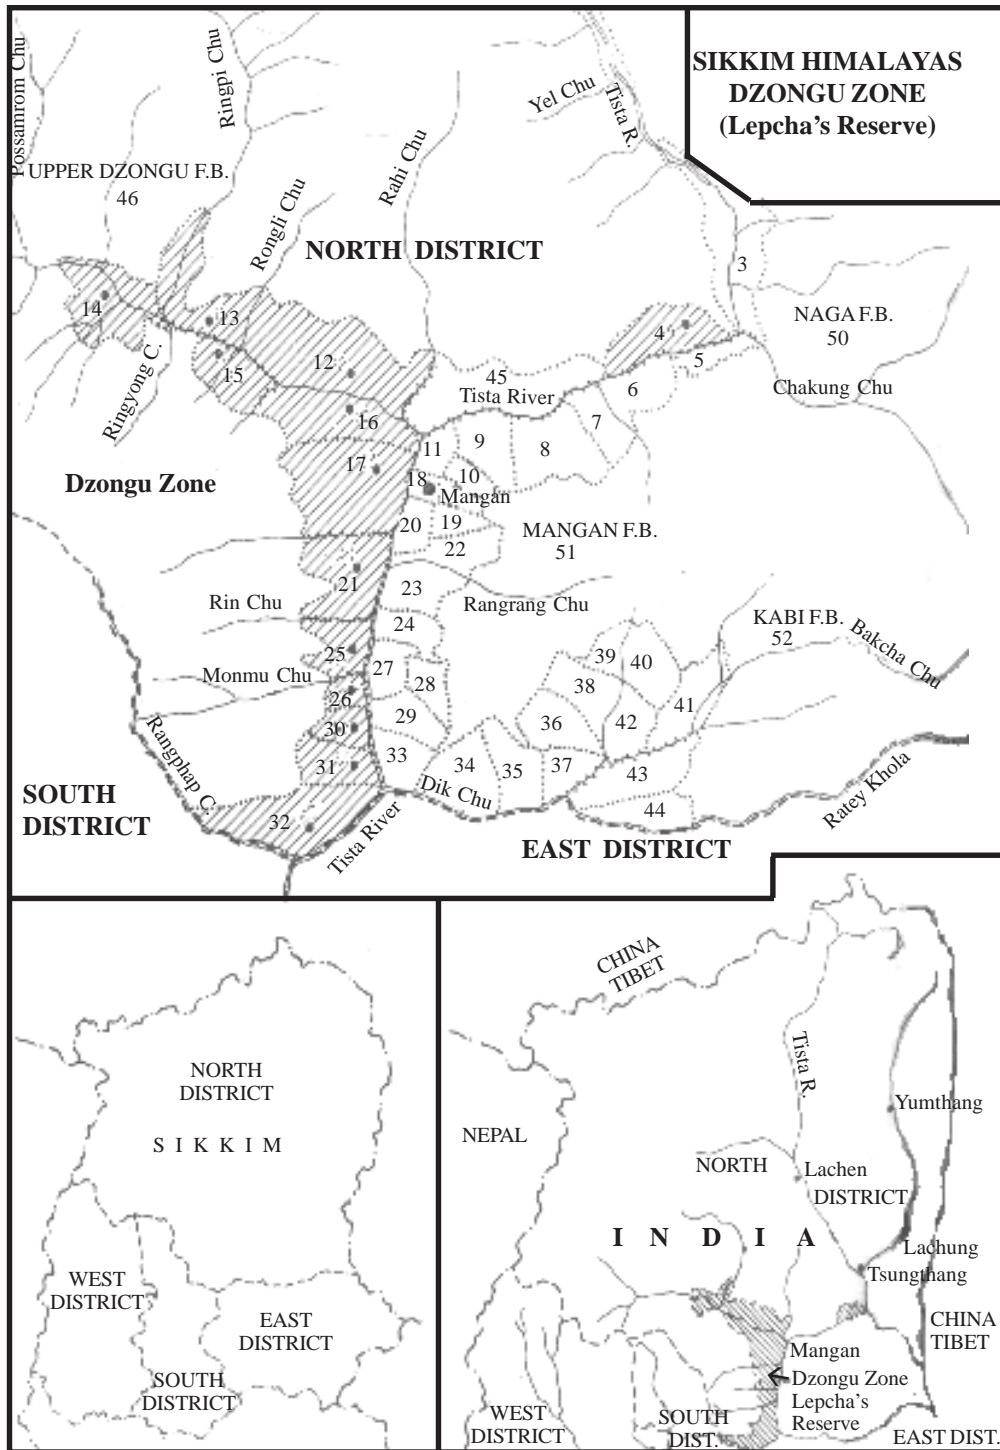 SIKKIM HIMALAYAS
DZONGU ZONE
(Lepcha's Reserve)
Possamrom Chu
Ringpi Chu
Yel Chu
Tista R.
UPPER DZONGU F.B.
46
Rongli Chu
Rahi Chu
NORTH DISTRICT
3
NAGA F.B.
50
14
13
4
5
Ringyong C.
15
12
45
Tista River
6
Chakung Chu
16
7
11
9
8
17
Dzongu Zone
18
10
Mangan
20
19
MANGAN F.B.
51
22
21
23
Rangrang Chu
Rin Chu
24
KABI F.B.
52
Bakcha Chu
25
39
40
Monmu Chu
27
28
38
26
41
29
36
42
30
Rangphap C.
33
31
34
35
37
43
SOUTH
DISTRICT
Dik Chu
44
Ratey Khola
32
Tista River
EAST DISTRICT
NORTH
DISTRICT
SIKKIM
WEST
DISTRICT
EAST
DISTRICT
SOUTH
DISTRICT
CHINA
TIBET
Tista R.
Yumthang
NEPAL
NORTH
Lachen
DISTRICT
INDIA
Lachung
Tsungthang
CHINA
TIBET
Mangan
Dzongu Zone
Lepcha's
Reserve
WEST
DISTRICT
SOUTH
DIST.
EAST DIST.